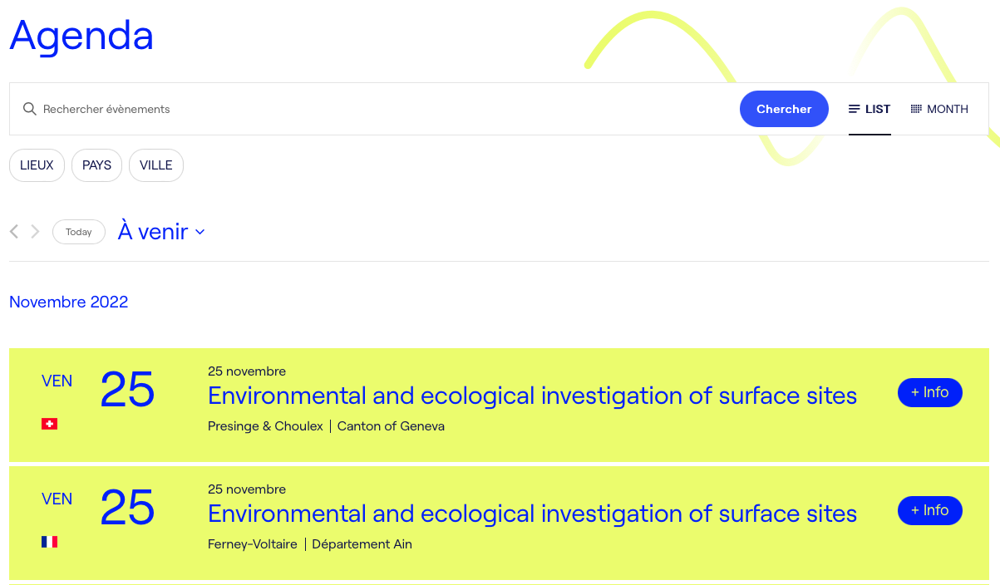 Agenda
Rechercher évènements
Chercher
LIST
MONTH
LIEUX
PAYS
VILLE
Today
À venir
Novembre 2022
VEN
25
25 novembre
Environmental and ecological investigation of surface sites
Presinge & Choulex | Canton of Geneva
+ Info
VEN
25
25 novembre
Environmental and ecological investigation of surface sites
Ferney-Voltaire | Département Ain
+ Info